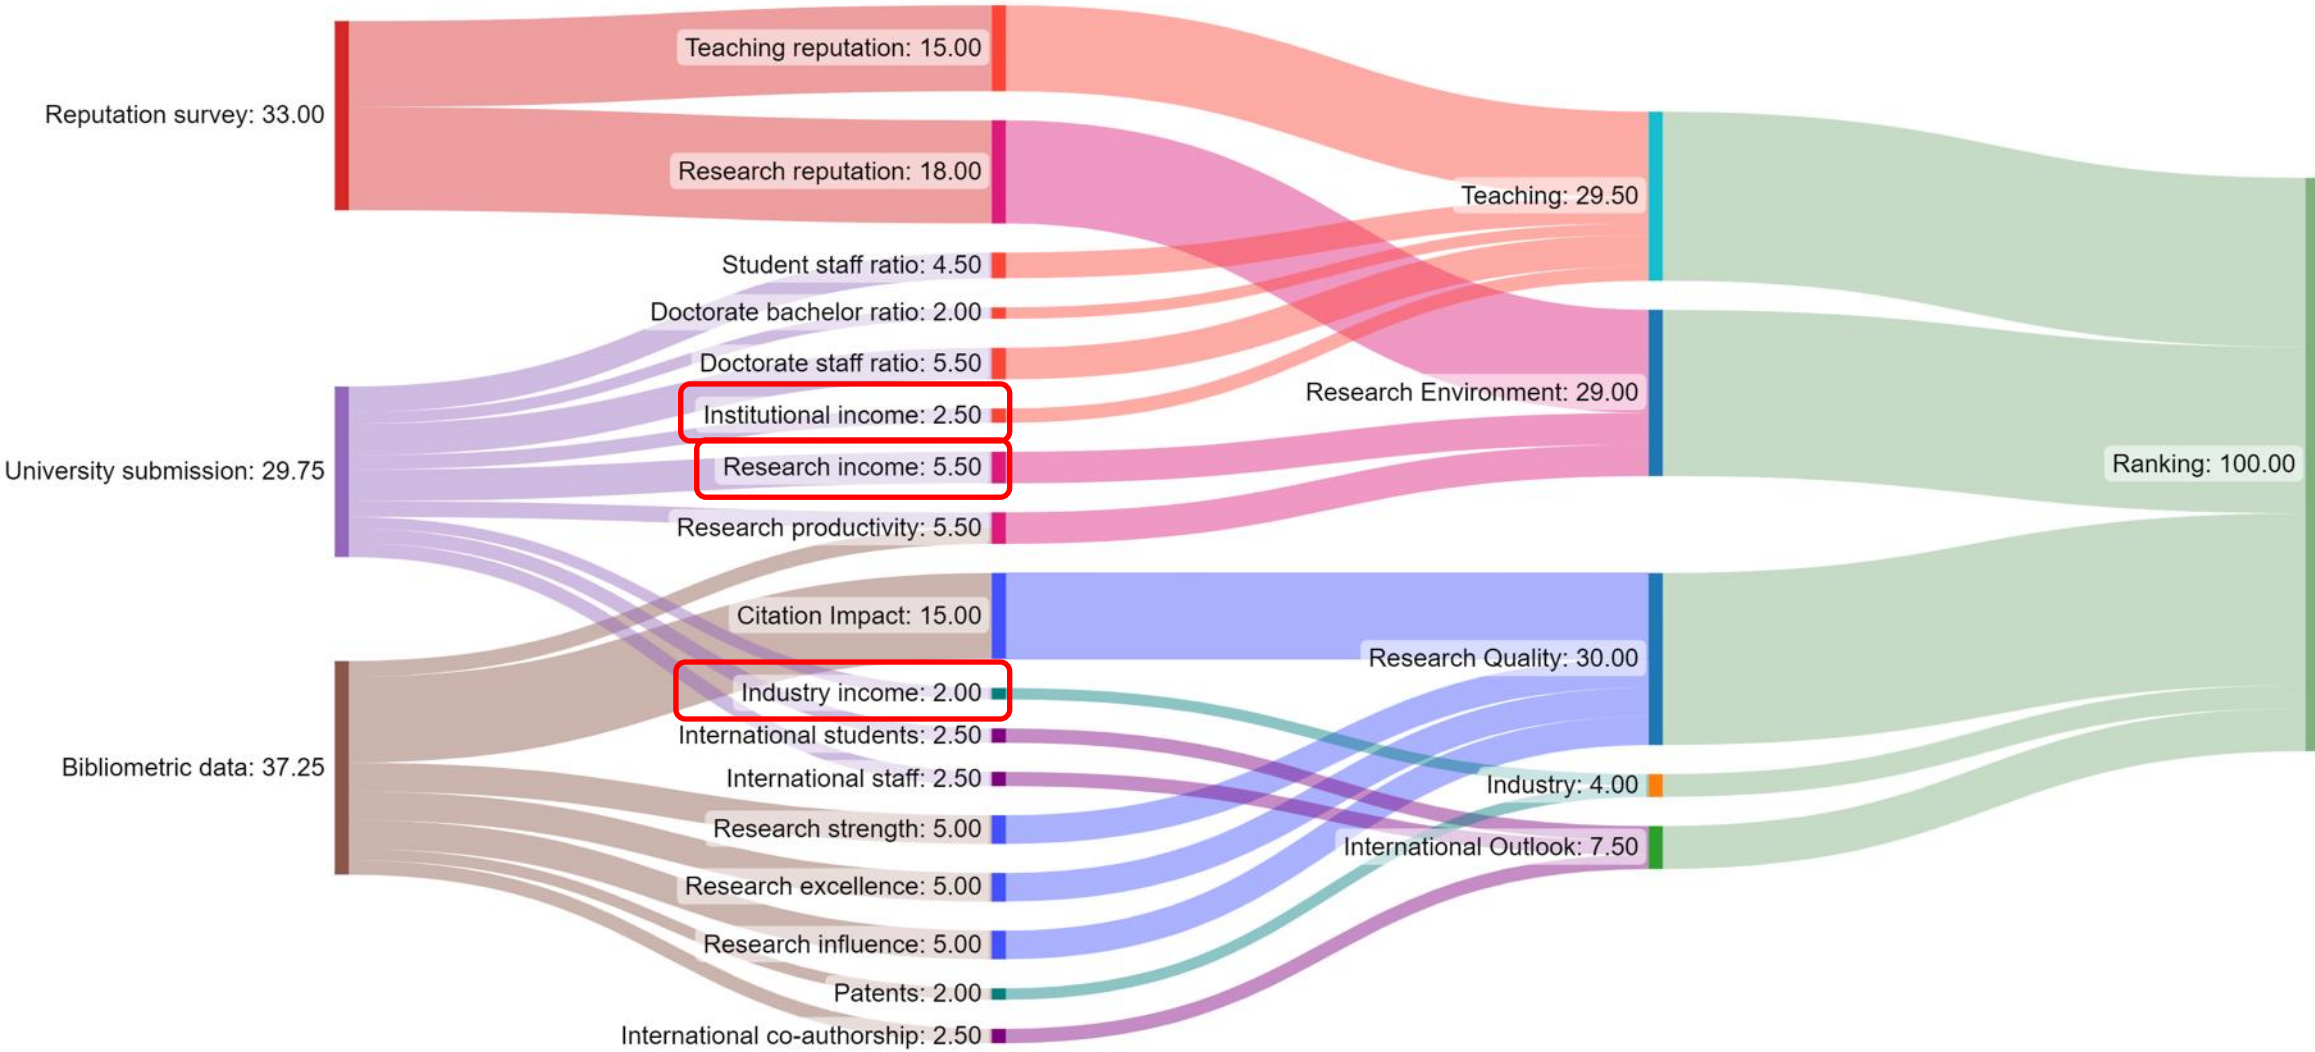 Reputation survey: 33.00
University submission: 29.75
Bibliometric data: 37.25
Teaching reputation: 15.00
Research reputation: 18.00
Student staff ratio: 4.50
Doctorate bachelor ratio: 2.00
Doctorate staff ratio: 5.50
Institutional income: 2.50
Research income: 5.50
Research productivity: 5.50
Citation Impact: 15.00
Industry income: 2.00
International students: 2.50
International staff: 2.50
Research strength: 5.00
Research excellence: 5.00
Research influence: 5.00
Patents: 2.00
International co-authorship: 2.50
Teaching: 29.50
Research Environment: 29.00
Research Quality: 30.00
Industry: 4.00
International Outlook: 7.50
Ranking: 100.00